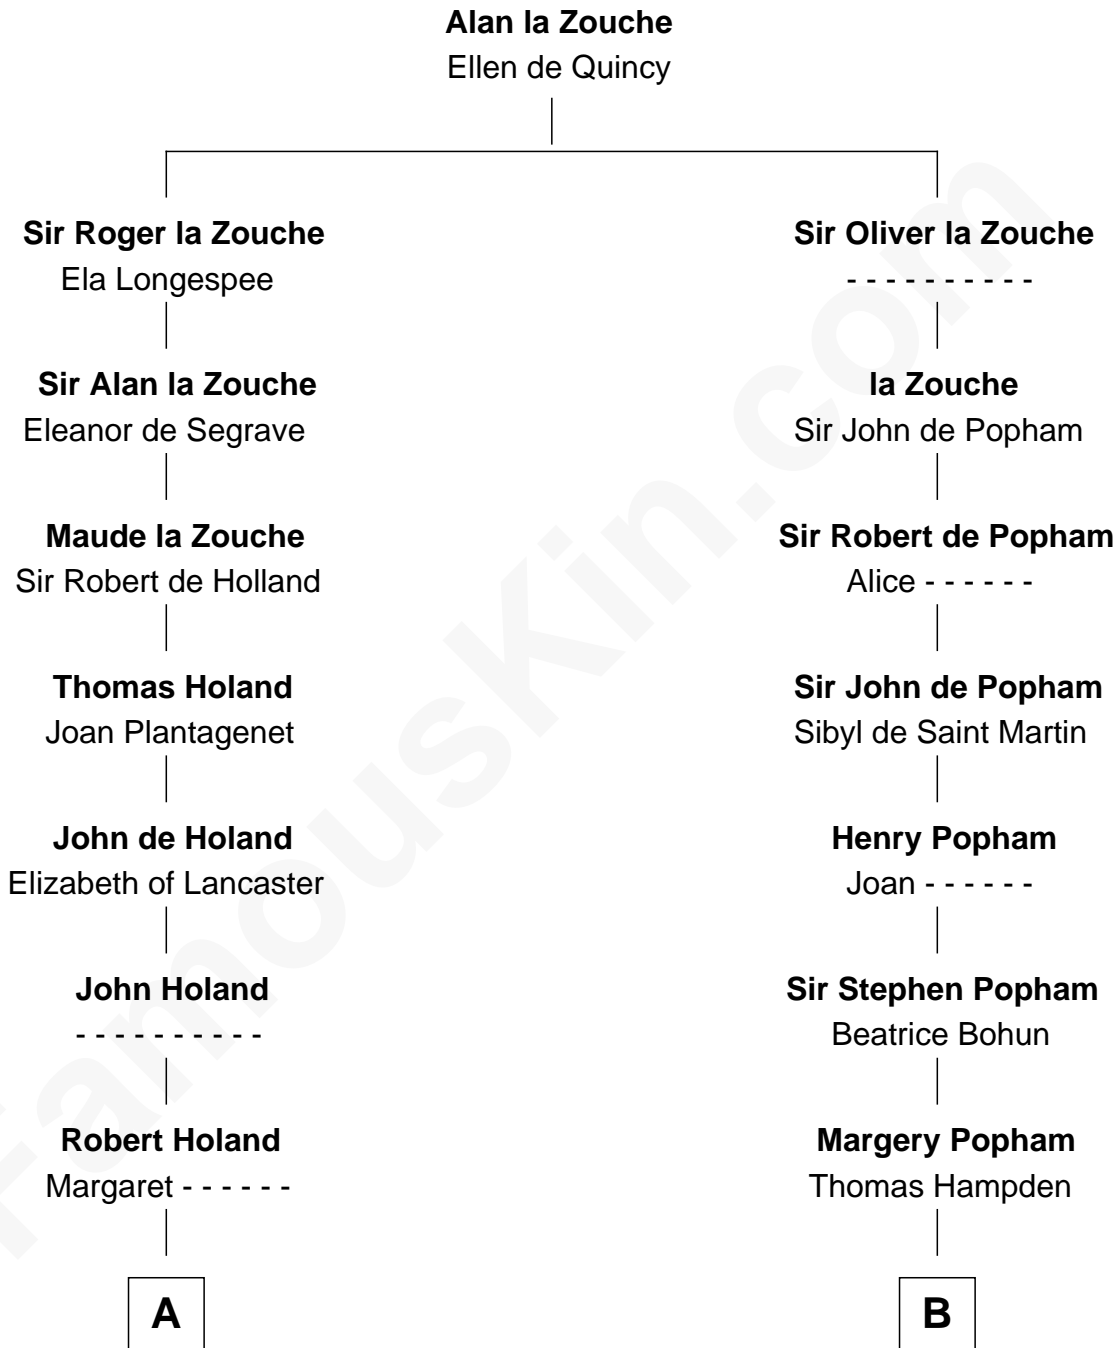 Alan la Zouche
Ellen de Quincy
Sir Roger la Zouche
Ela Longespee
Sir Oliver la Zouche
- - - - - - - - - -
Sir Alan la Zouche
Eleanor de Segrave
la Zouche
Sir John de Popham
Maude la Zouche
Sir Robert de Holland
Sir Robert de Popham
Alice - - - - - -
Thomas Holand
Joan Plantagenet
Sir John de Popham
Sibyl de Saint Martin
John de Holand
Elizabeth of Lancaster
Henry Popham
Joan - - - - - -
John Holand
- - - - - - - - - -
Sir Stephen Popham
Beatrice Bohun
Robert Holand
Margaret - - - - - -
Margery Popham
Thomas Hampden
A
B
FamousKin.com